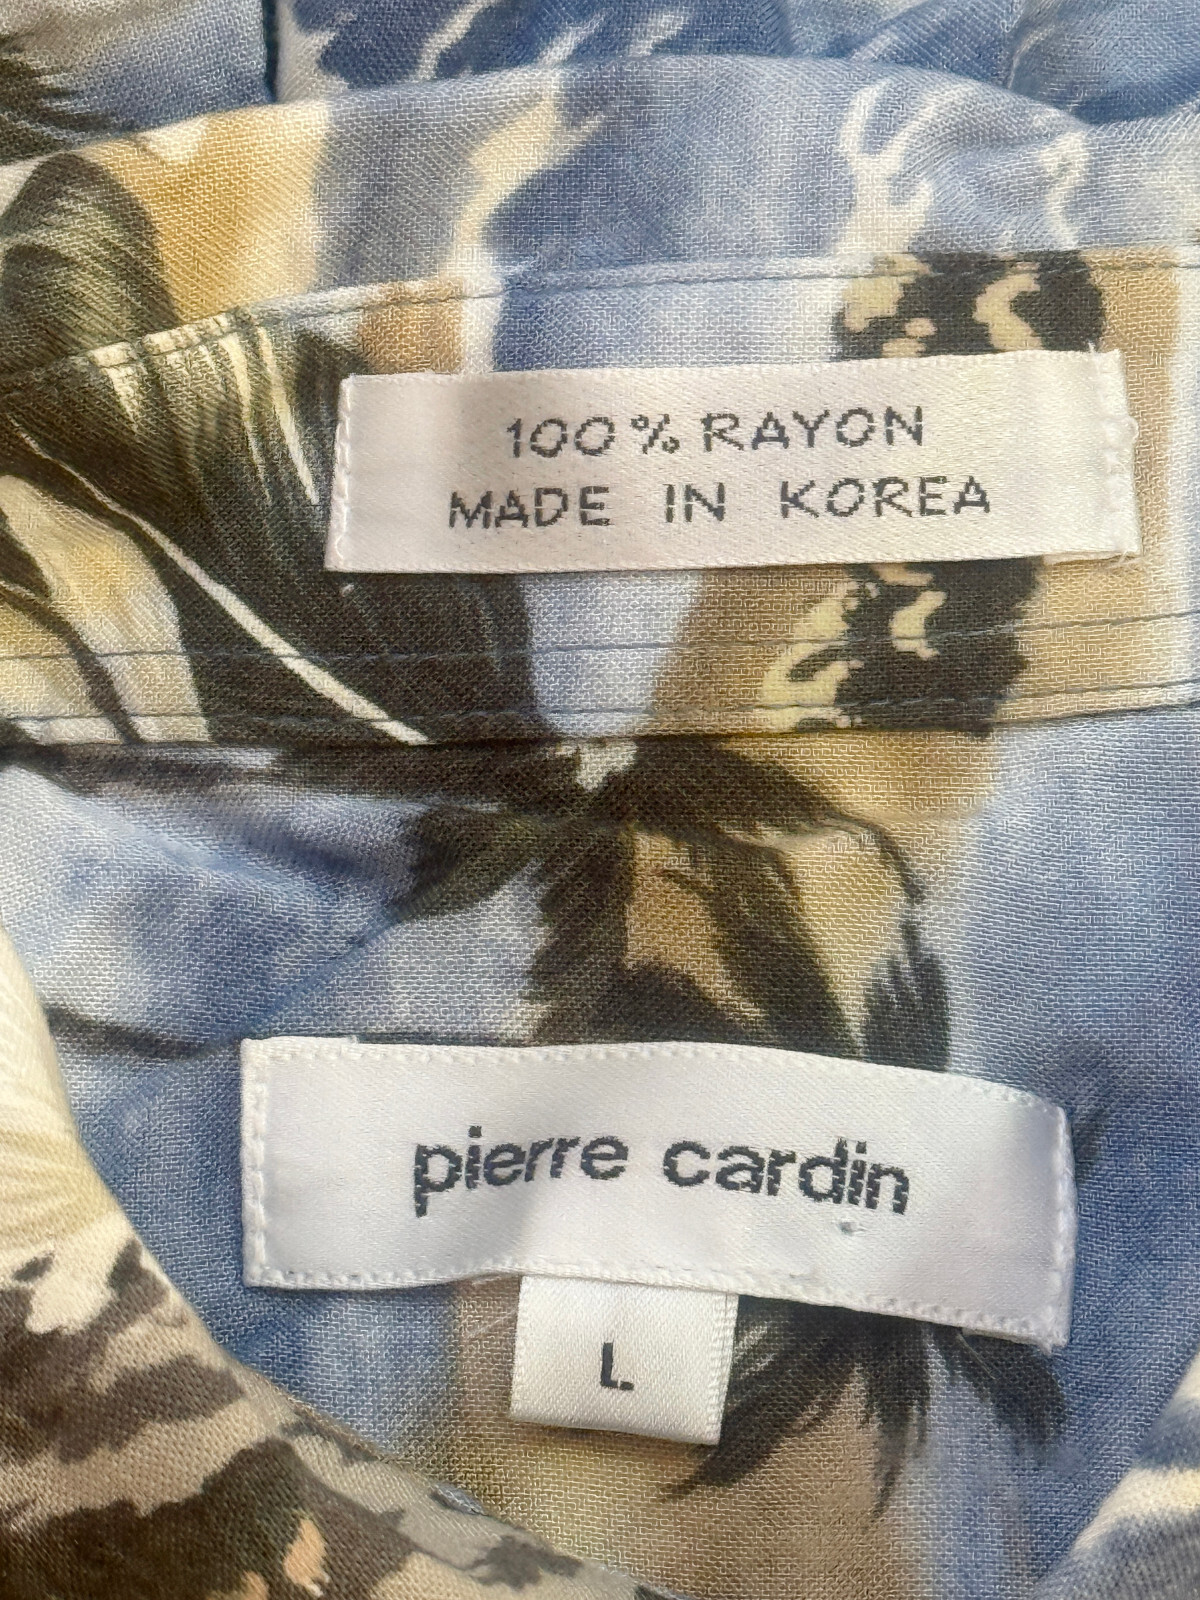 100% RAYON
MADE IN KOREA
pierre cardin
L